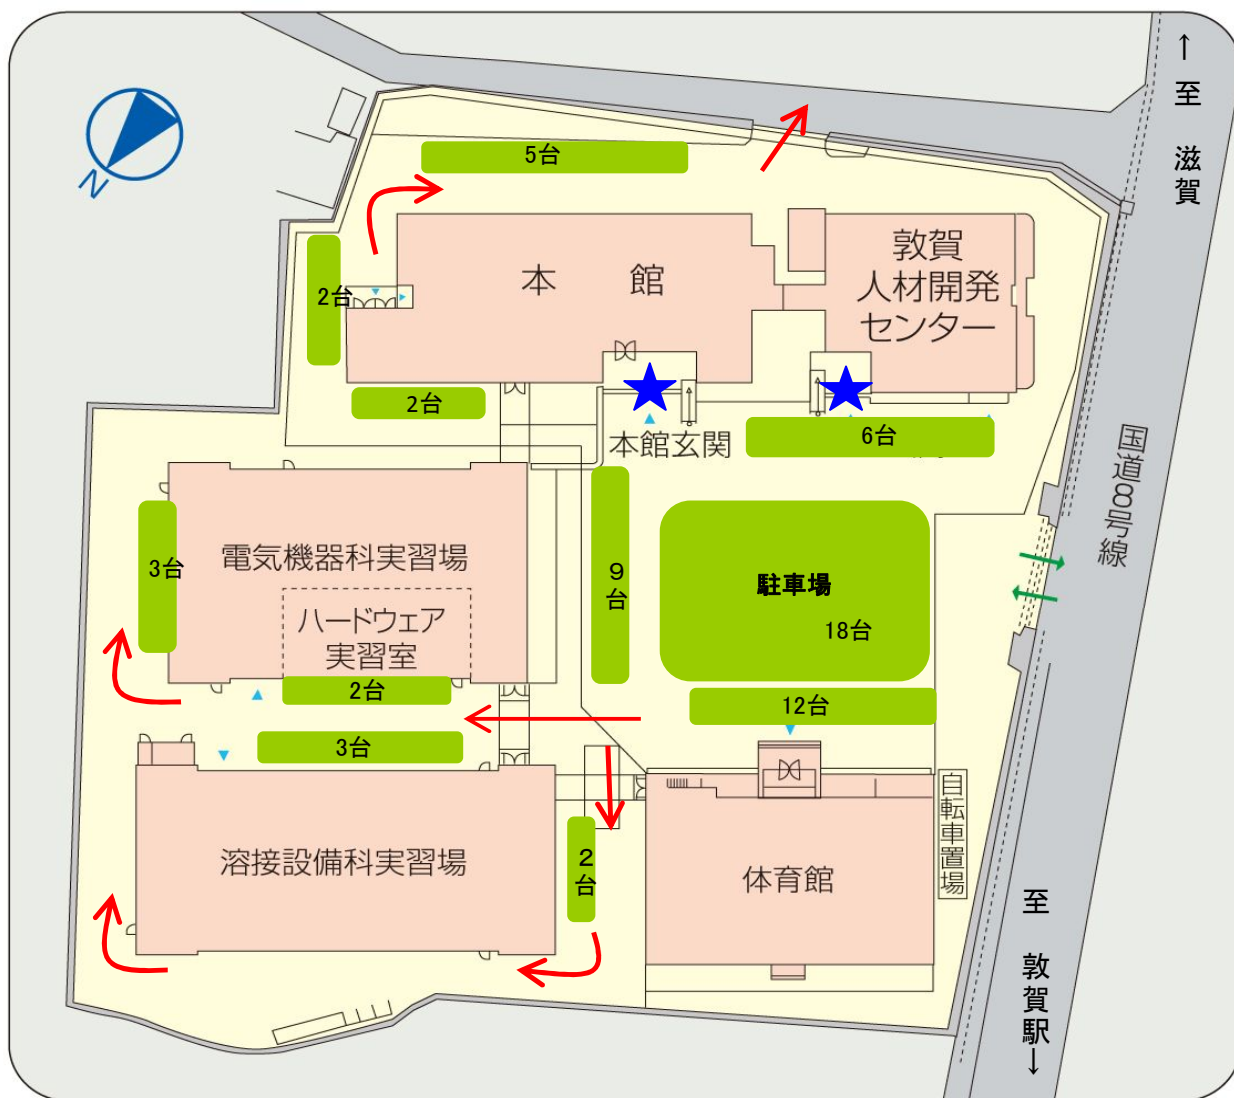 ↑至 滋賀
N
5台
本 館
敦賀
人材開発
センター
2台
2台
本館玄関
6台
国道8号線
3台
電気機器科実習場
ハードウェア
実習室
9台
駐車場
18台
2台
12台
3台
溶接設備科実習場
2台
体育館
自転車置場
至 敦賀駅↓